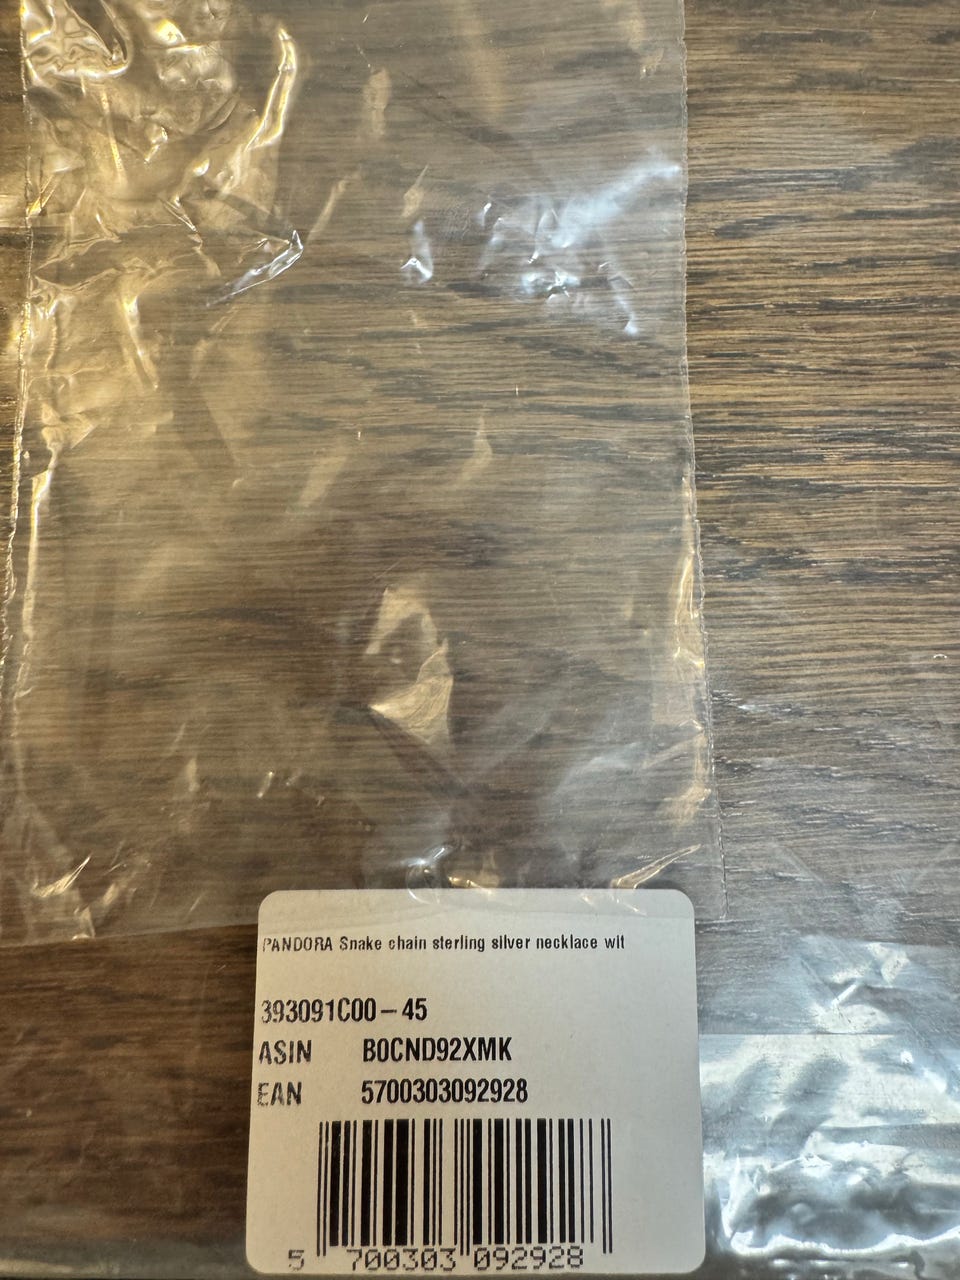 PANDORA Snake chain sterling silver necklace wit
393091C00-45
ASIN B0CND92XMK
EAN 5700303092928
5 700303 092928